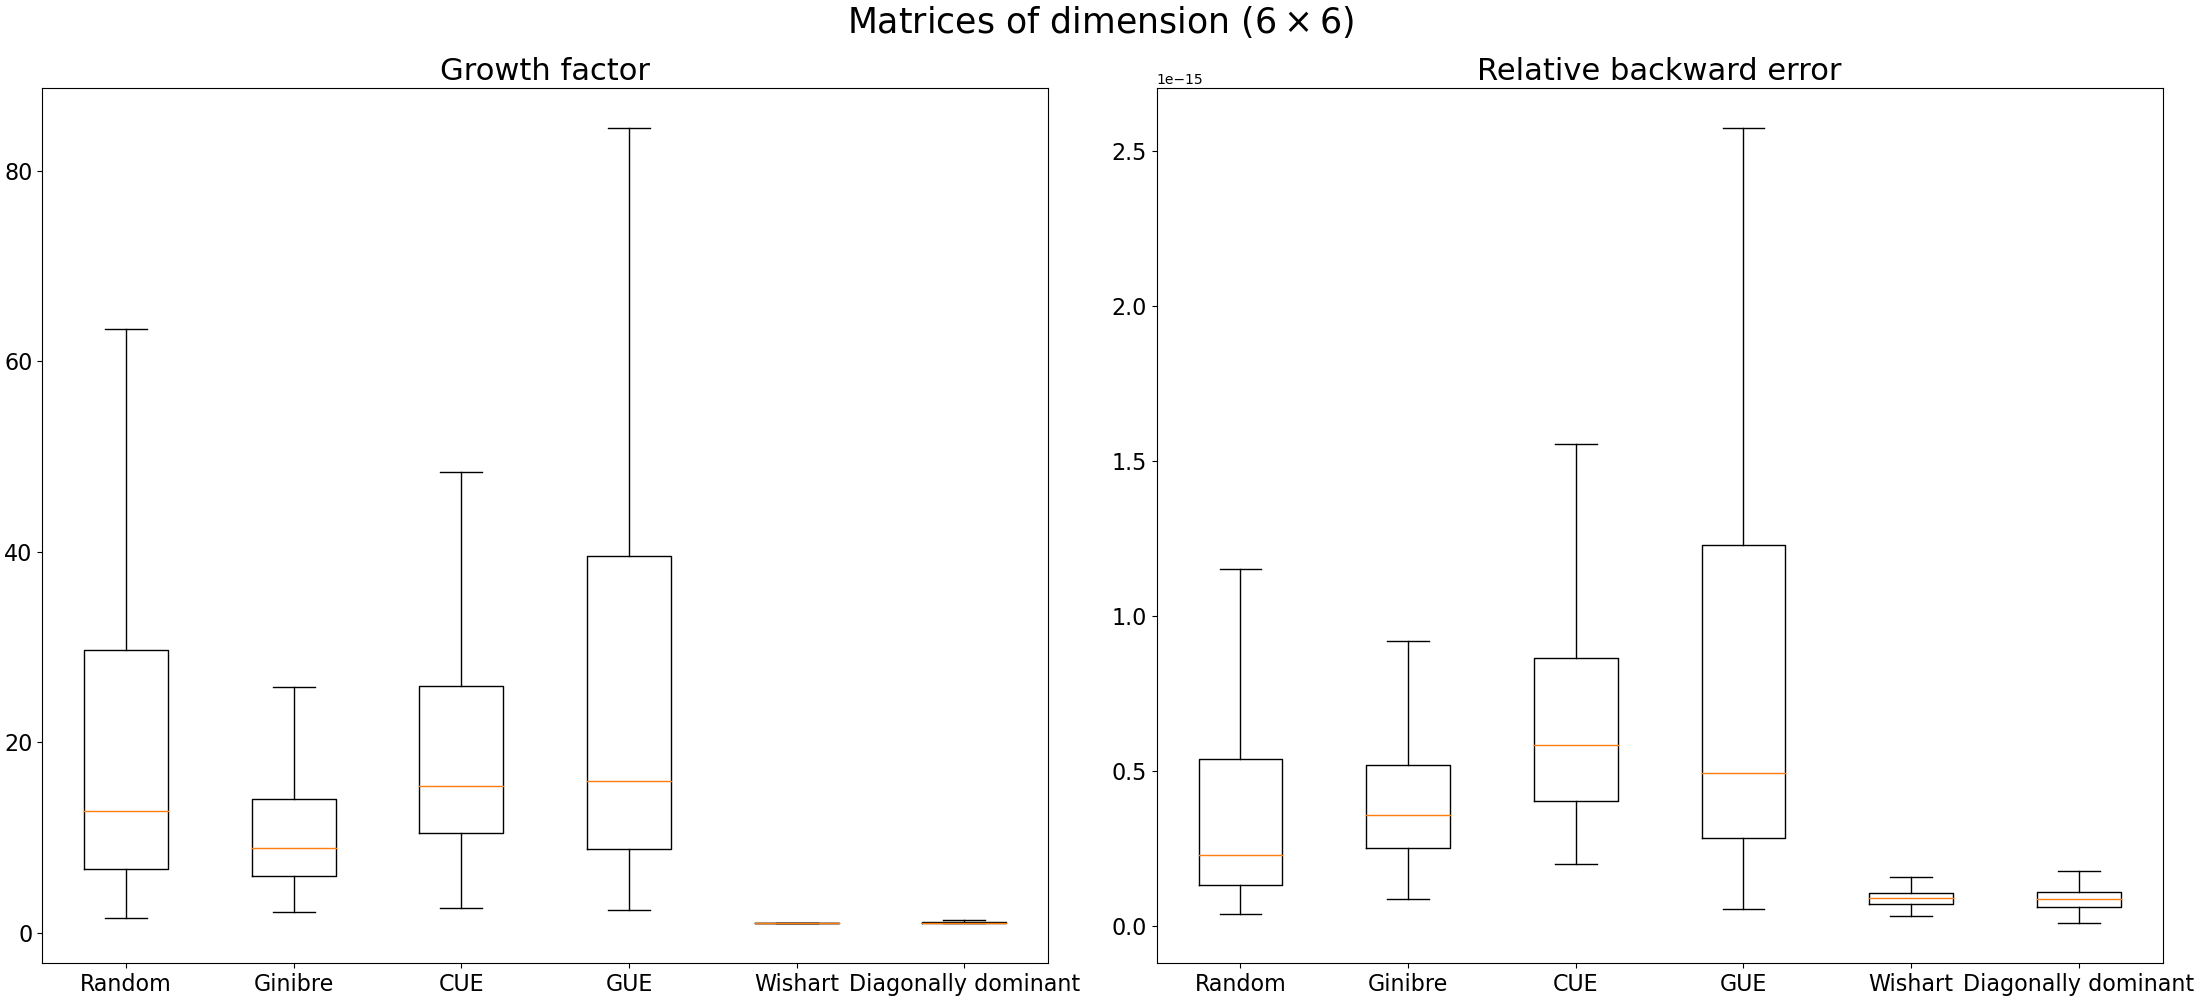 Matrices of dimension (6 × 6)
Growth factor
80
60
40
20
0
Random Ginibre CUE GUE Wishart Diagonally dominant
Relative backward error
1e−15
2.5
2.0
1.5
1.0
0.5
0.0
Random Ginibre CUE GUE Wishart Diagonally dominant